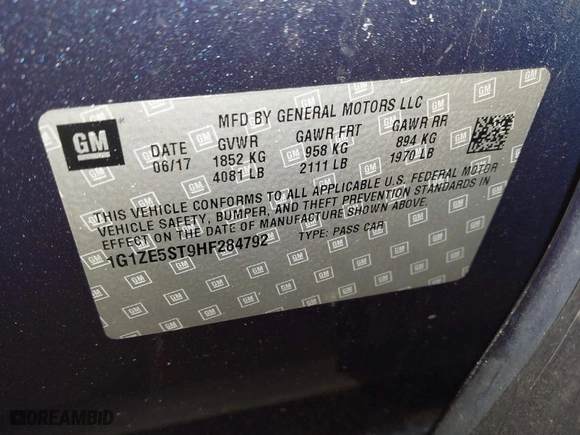 GM
MFD BY GENERAL MOTORS LLC
DATE GVWR GAWR FRT GAWR RR
06/17 1852 KG 958 KG 894 KG
4081 LB 2111 LB 1970 LB
THIS VEHICLE CONFORMS TO ALL APPLICABLE U.S. FEDERAL MOTOR
VEHICLE SAFETY, BUMPER, AND THEFT PREVENTION STANDARDS IN
EFFECT ON THE DATE OF MANUFACTURE SHOWN ABOVE.
1G1ZE5ST9HF284792 TYPE: PASS CAR
DREAMBID